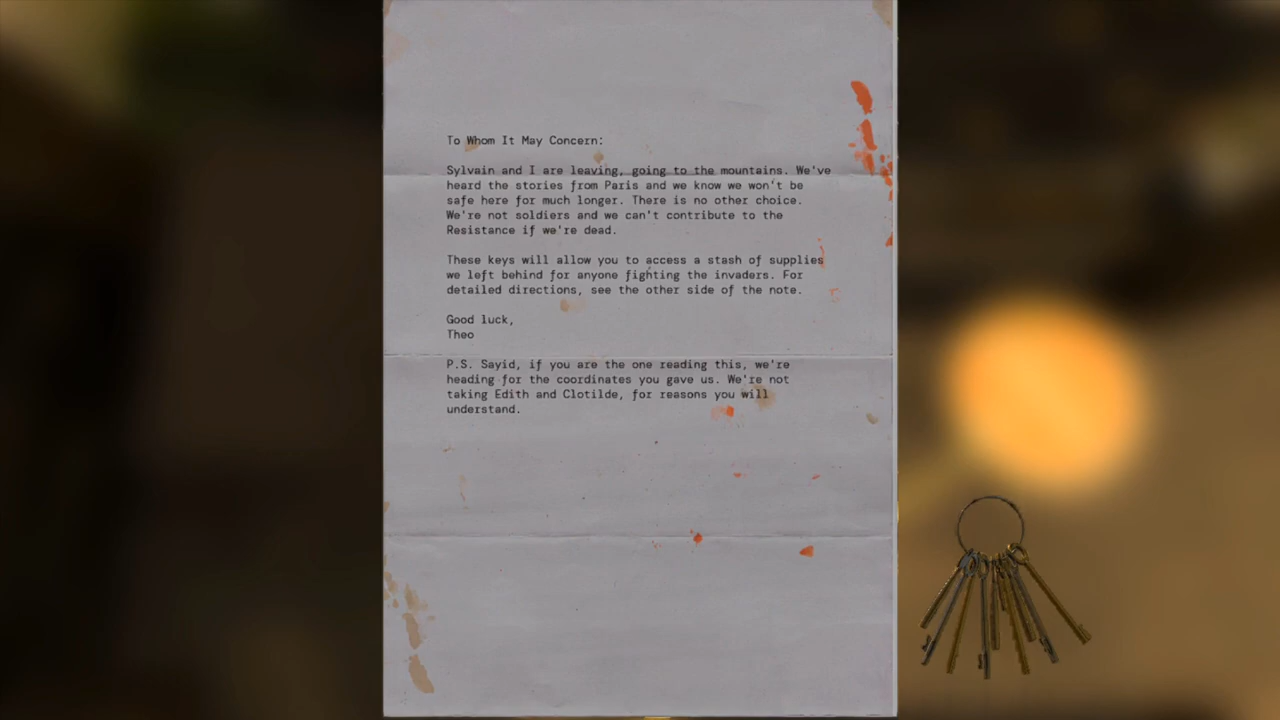 To Whom It May Concern:
Sylvain and I are leaving, going to the mountains. We've
heard the stories from Paris and we know we won't be
safe here for much longer. There is no other choice.
We're not soldiers and we can't contribute to the
Resistance if we're dead.
These keys will allow you to access a stash of supplies
we left behind for anyone fighting the invaders. For
detailed directions, see the other side of the note.
Good luck,
Theo
P.S. Sayid, if you are the one reading this, we're
heading for the coordinates you gave us. We're not
taking Edith and Clotilde, for reasons you will
understand.